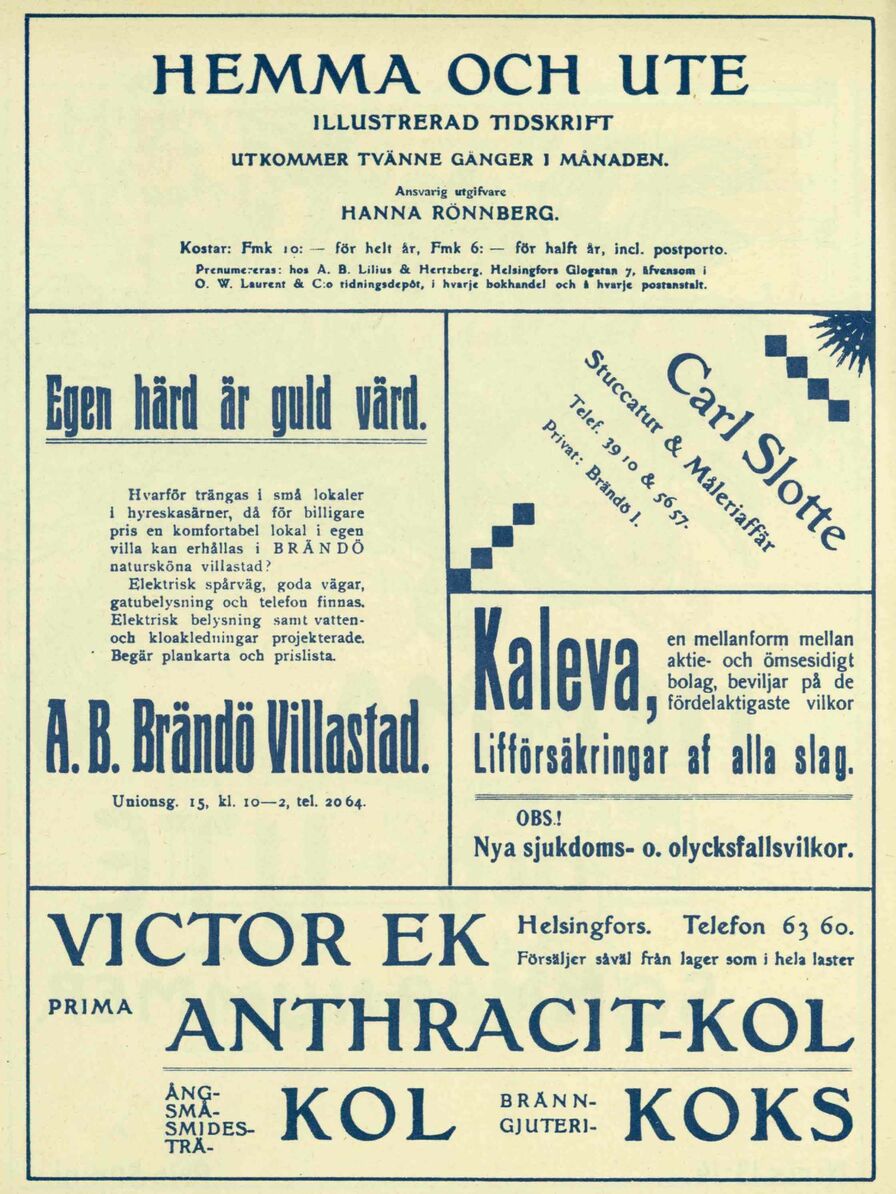 HEMMA OCH UTE
ILLUSTRERAD TIDSKRIFT
UTKOMMER TVÄNNE GÅNGER I MÅNADEN.
Ansvarig utgifvare
HANNA RÖNNBERG.
Kostar: Fmk 10: — för helt år, Fmk 6: — för halft år, incl. postporto.
Prenumereras: hos A. B. Lilius & Hertzberg. Helsingfors Glogatan 7, äfvensom i
O. W. Laurent & C:o tidningsdepôt, i hvarje bokhandel och å hvarje postanstalt.
Egen härd är guld värd.
Hvarför trängas i små lokaler
i hyreskasärner, då för billigare
pris en komfortabel lokal i egen
villa kan erhållas i BRÄNDÖ
natursköna villastad?
Elektrisk spårväg, goda vägar,
gatubelysning och telefon finnas.
Elektrisk belysning samt vatten-
och kloakledningar projekterade.
Begär plankarta och prislista.
A. B. Brändö Villastad.
Unionsg. 15, kl. 10—2, tel. 2064.
Carl Slotte
Stuccatur & Måleriaffär
Telef. 3910 & 5657.
Privat: Brändö 1.
Kaleva,
en mellanform mellan
aktie- och ömsesidigt
bolag, beviljar på de
fördelaktigaste vilkor
Lifförsäkringar af alla slag.
OBS.!
Nya sjukdoms- o. olycksfallsvilkor.
VICTOR EK
Helsingfors. Telefon 63 60.
Försäljer såväl från lager som i hela laster
PRIMA
ANTHRACIT-KOL
ÅNG-
SMÅ-
SMIDES-
TRÄ-
KOL
BRÄNN-
GJUTERI-
KOKS